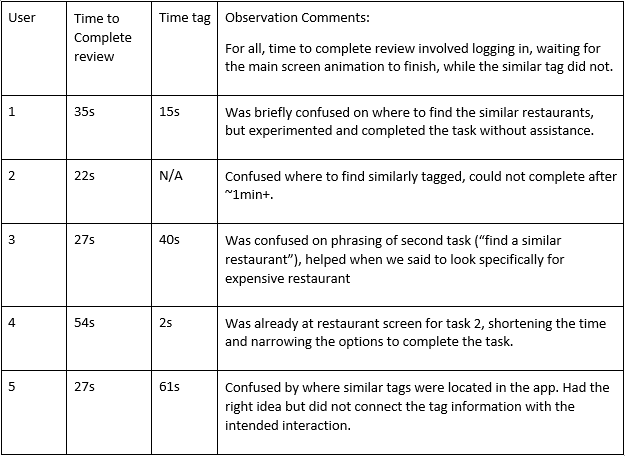 User
Time to
Complete
review
Time tag
Observation Comments:
For all, time to complete review involved logging in, waiting for
the main screen animation to finish, while the similar tag did not.
1
35s
15s
Was briefly confused on where to find the similar restaurants,
but experimented and completed the task without assistance.
2
22s
N/A
Confused where to find similarly tagged, could not complete after
~1min+.
3
27s
40s
Was confused on phrasing of second task (“find a similar
restaurant”), helped when we said to look specifically for
expensive restaurant
4
54s
2s
Was already at restaurant screen for task 2, shortening the time
and narrowing the options to complete the task.
5
27s
61s
Confused by where similar tags were located in the app. Had the
right idea but did not connect the tag information with the
intended interaction.